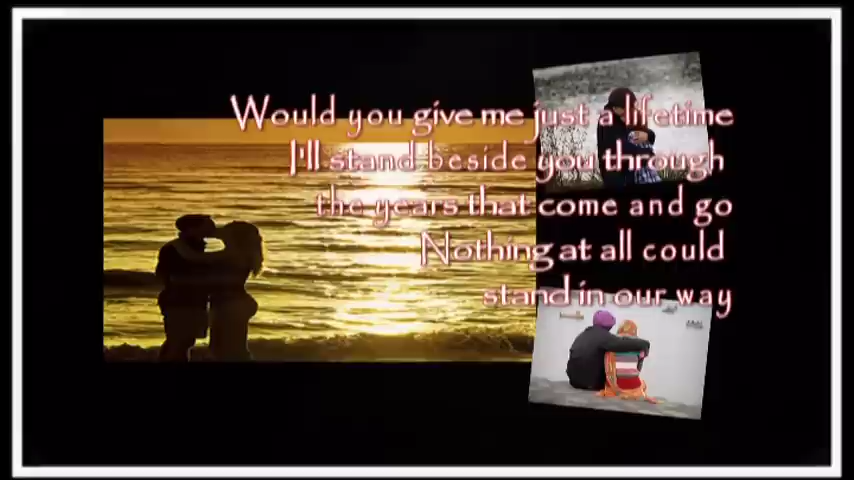 Would you give me just a lifetime
I'll stand beside you through
the years that come and go
Nothing at all could
stand in our way